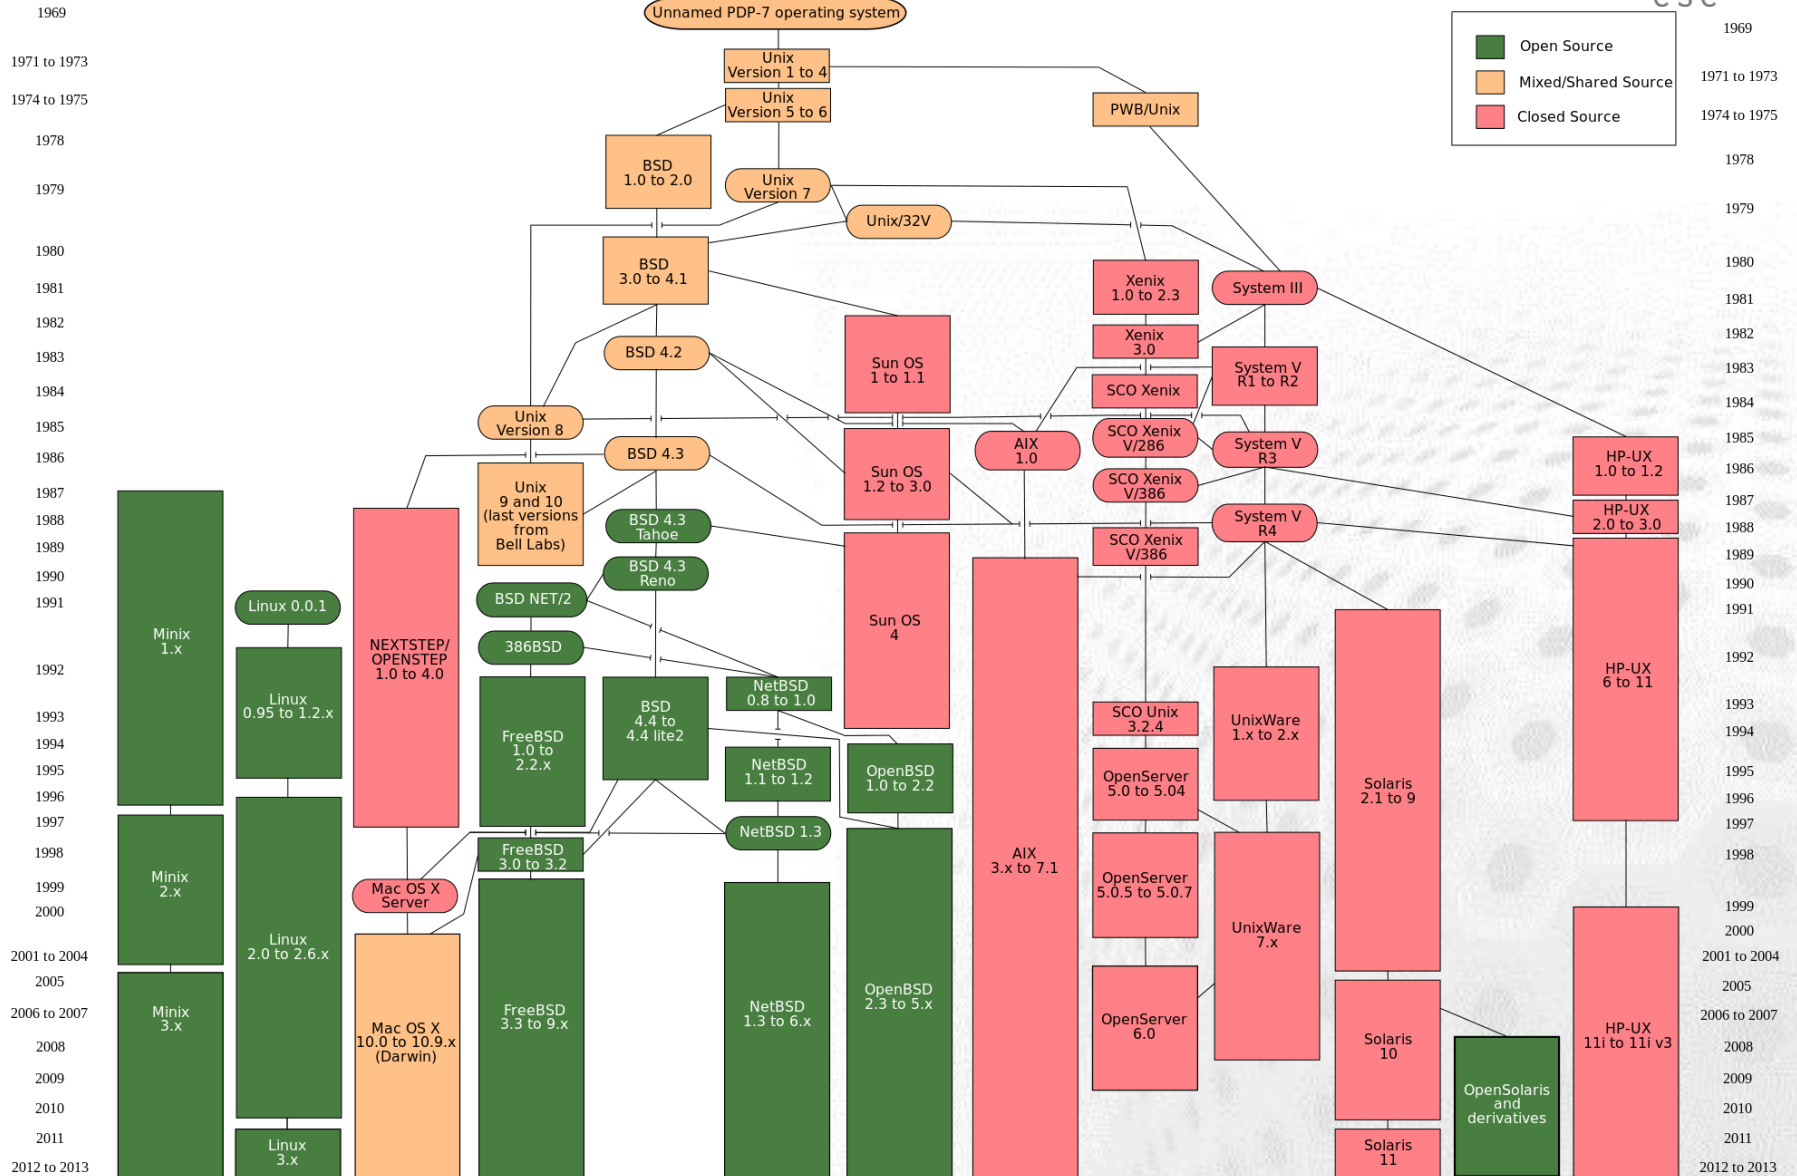 Unnamed PDP-7 operating system
Open Source
Mixed/Shared Source
Closed Source
1969
1971 to 1973
1974 to 1975
1978
1979
1980
1981
1982
1983
1984
1985
1986
1987
1988
1989
1990
1991
1992
1993
1994
1995
1996
1997
1998
1999
2000
2001 to 2004
2005
2006 to 2007
2008
2009
2010
2011
2012 to 2013
Unix
Version 1 to 4
Unix
Version 5 to 6
PWB/Unix
BSD
1.0 to 2.0
Unix
Version 7
Unix/32V
BSD
3.0 to 4.1
Xenix
1.0 to 2.3
System III
Sun OS
1 to 1.1
Xenix
3.0
BSD 4.2
System V
R1 to R2
SCO Xenix
Unix
Version 8
SCO Xenix
V/286
AIX
1.0
System V
R3
BSD 4.3
HP-UX
1.0 to 1.2
Unix
9 and 10
(last versions
from
Bell Labs)
Sun OS
1.2 to 3.0
SCO Xenix
V/386
HP-UX
2.0 to 3.0
BSD 4.3
Tahoe
System V
R4
SCO Xenix
V/386
BSD 4.3
Reno
BSD NET/2
Linux 0.0.1
Minix
1.x
NEXTSTEP/
OPENSTEP
1.0 to 4.0
386BSD
Sun OS
4
HP-UX
6 to 11
Linux
0.95 to 1.2.x
NetBSD
0.8 to 1.0
BSD
4.4 to
4.4 lite2
SCO Unix
3.2.4
UnixWare
1.x to 2.x
FreeBSD
1.0 to
2.2.x
NetBSD
1.1 to 1.2
OpenBSD
1.0 to 2.2
OpenServer
5.0 to 5.04
Solaris
2.1 to 9
NetBSD 1.3
FreeBSD
3.0 to 3.2
AIX
3.x to 7.1
Minix
2.x
Mac OS X
Server
OpenServer
5.0.5 to 5.0.7
Linux
2.0 to 2.6.x
UnixWare
7.x
Minix
3.x
Mac OS X
10.0 to 10.9.x
(Darwin)
FreeBSD
3.3 to 9.x
NetBSD
1.3 to 6.x
OpenBSD
2.3 to 5.x
OpenServer
6.0
Solaris
10
HP-UX
11i to 11i v3
OpenSolaris
and
derivatives
Linux
3.x
Solaris
11
1969
1971 to 1973
1974 to 1975
1978
1979
1980
1981
1982
1983
1984
1985
1986
1987
1988
1989
1990
1991
1992
1993
1994
1995
1996
1997
1998
1999
2000
2001 to 2004
2005
2006 to 2007
2008
2009
2010
2011
2012 to 2013